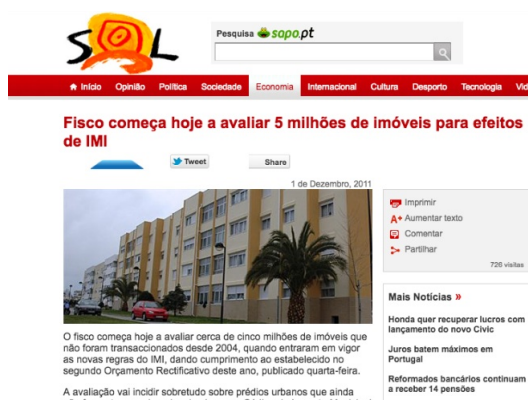 SOL
Pesquisa sapo.pt
Início Opinião Política Sociedade Economia Internacional Cultura Desporto Tecnologia
Fisco começa hoje a avaliar 5 milhões de imóveis para efeitos
de IMI
Tweet Share
1 de Dezembro, 2011
Imprimir
A+ Aumentar texto
Comentar
Partilhar
726 visitas
O fisco começa hoje a avaliar cerca de cinco milhões de imóveis que
não foram transaccionados desde 2004, quando entraram em vigor
as novas regras do IMI, dando cumprimento ao estabelecido no
segundo Orçamento Rectificativo deste ano, publicado quarta-feira.
A avaliação vai incidir sobretudo sobre prédios urbanos que ainda
Mais Notícias »
Honda quer recuperar lucros com
lançamento do novo Civic
Juros batem máximos em
Portugal
Reformados bancários continuam
a receber 14 pensões